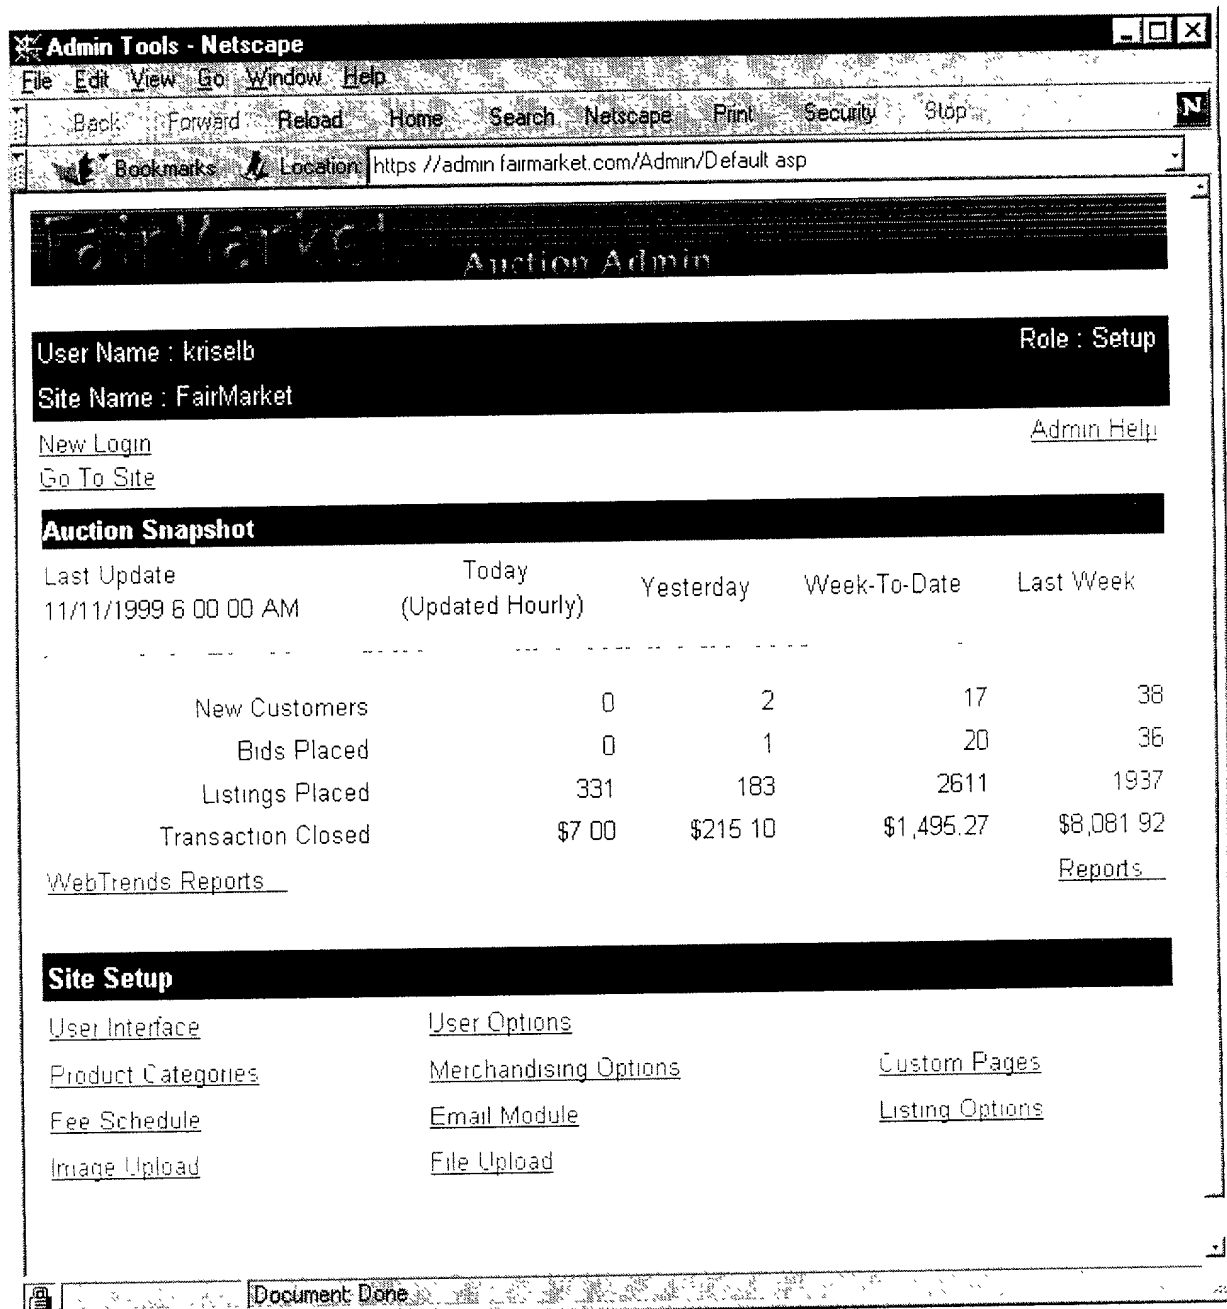 Admin Tools - Netscape
File Edit View Go Window Help
Back Forward Reload Home Search Netscape Print Security Stop
N
Bookmarks Location: https //admin fairmarket.com/Admin/Default asp
FairMarket
Auction Admin
User Name : kriselb Role : Setup
Site Name : FairMarket
New Login Admin Help
Go To Site
Auction Snapshot
Last Update Today Yesterday Week-To-Date Last Week
11/11/1999 6 00 00 AM (Updated Hourly)
New Customers 0 2 17 38
Bids Placed 0 1 20 36
Listings Placed 331 183 2611 1937
Transaction Closed $7 00 $215 10 $1,495.27 $8,081 92
WebTrends Reports Reports
Site Setup
User Interface User Options
Product Categories Merchandising Options Custom Pages
Fee Schedule Email Module Listing Options
Image Upload File Upload
Document: Done